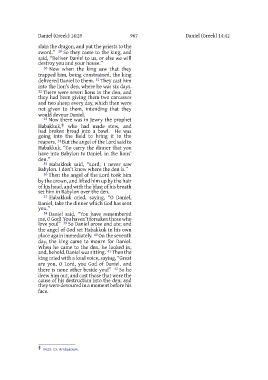 Daniel (Greek) 14:29
967
Daniel (Greek) 14:42
slain the dragon, and put the priests to the
sword.” 29 So they came to the king, and
said, “Deliver Daniel to us, or else we will
destroy you and your house.”
30 Now when the king saw that they
trapped him, being constrained, the king
delivered Daniel to them. 31 They cast him
into the lion’s den, where he was six days.
32 There were seven lions in the den, and
they had been giving them two carcasses
and two sheep every day, which then were
not given to them, intending that they
would devour Daniel.
33 Now there was in Jewry the prophet
Habakkuk,* who had made stew, and
had broken bread into a bowl. He was
going into the field to bring it to the
reapers. 34 But the angel of the Lord said to
Habakkuk, “Go carry the dinner that you
have into Babylon to Daniel, in the lions’
den.”
35 Habakkuk said, “Lord, I never saw
Babylon. I don’t know where the den is.”
36 Then the angel of the Lord took him
by the crown, and lifted him up by the hair
of his head, and with the blast of his breath
set him in Babylon over the den.
37 Habakkuk cried, saying, “O Daniel,
Daniel, take the dinner which God has sent
you.”
38 Daniel said, “You have remembered
me, O God! You haven’t forsaken those who
love you!” 39 So Daniel arose and ate; and
the angel of God set Habakkuk in his own
place again immediately. 40 On the seventh
day, the king came to mourn for Daniel.
When he came to the den, he looked in,
and, behold, Daniel was sitting. 41 Then the
king cried with a loud voice, saying, “Great
are you, O Lord, you God of Daniel, and
there is none other beside you!” 42 So he
drew him out, and cast those that were the
cause of his destruction into the den; and
they were devoured in a moment before his
face.
* 14:33 Gr. Ambakoum.